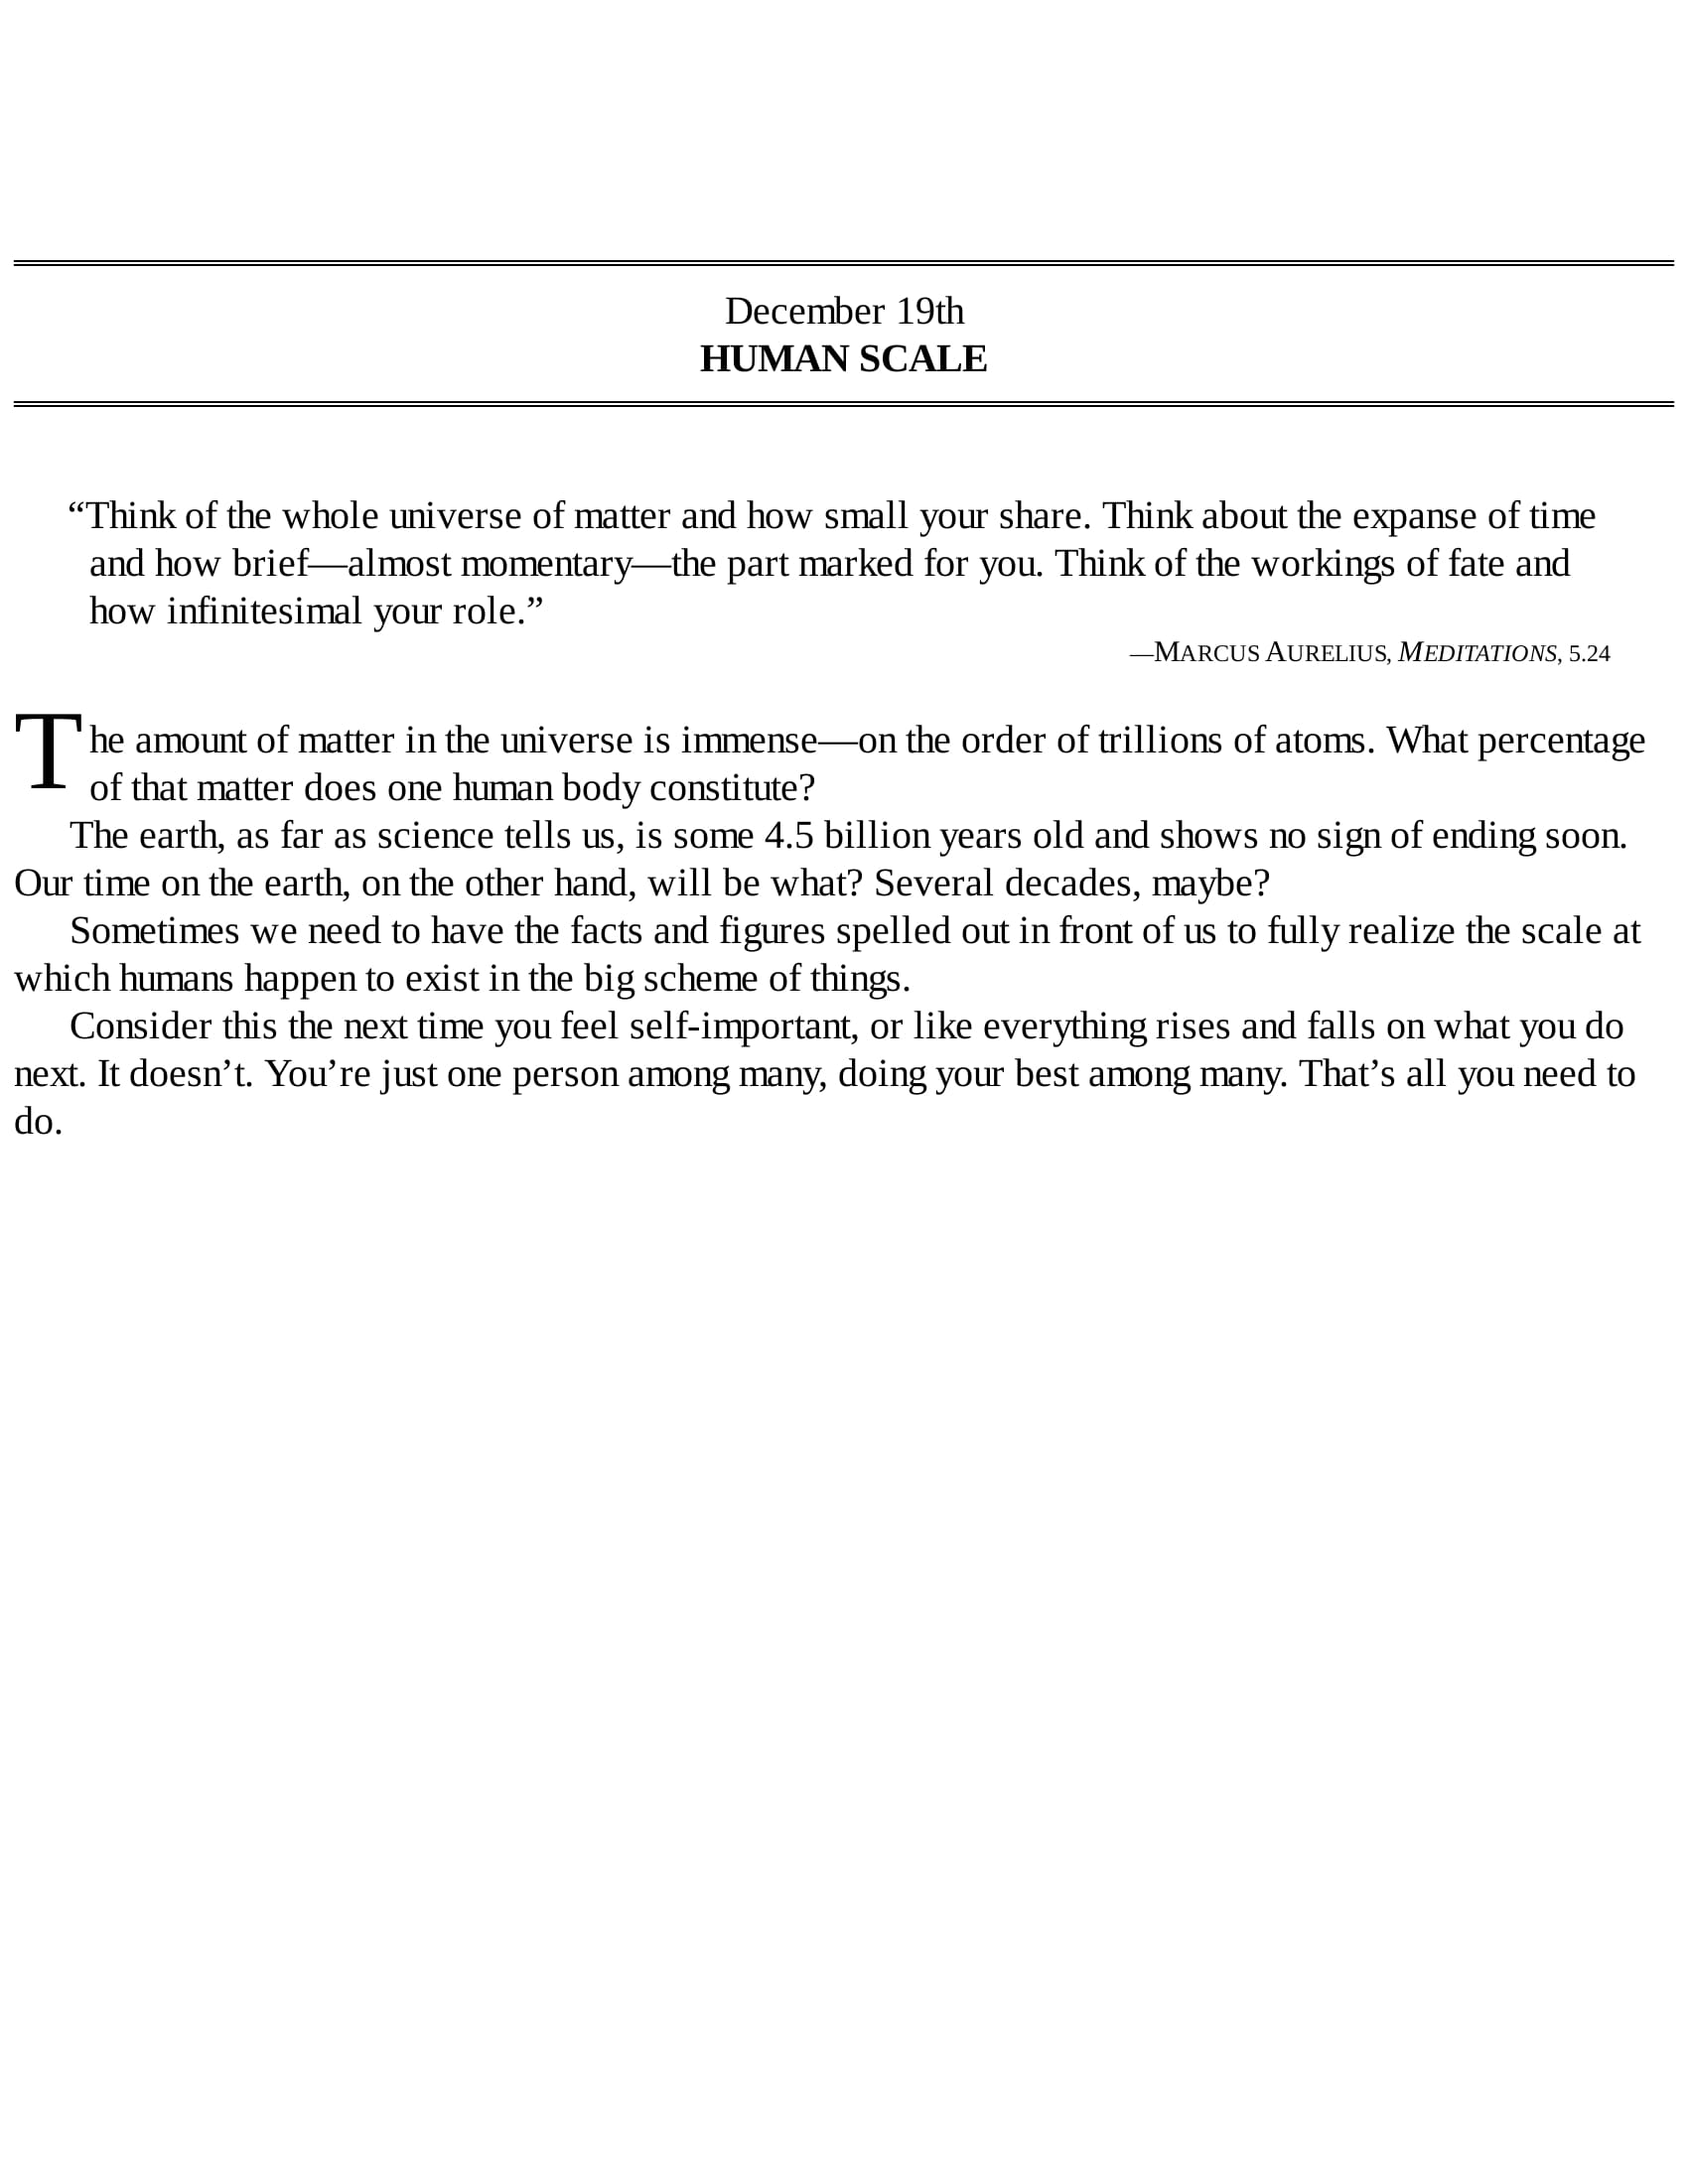 December 19th
HUMAN SCALE
“Think of the whole universe of matter and how small your share. Think about the expanse of time
and how brief—almost momentary—the part marked for you. Think of the workings of fate and
how infinitesimal your role.”
—MARCUS AURELIUS, MEDITATIONS, 5.24
The amount of matter in the universe is immense—on the order of trillions of atoms. What percentage
of that matter does one human body constitute?
The earth, as far as science tells us, is some 4.5 billion years old and shows no sign of ending soon.
Our time on the earth, on the other hand, will be what? Several decades, maybe?
Sometimes we need to have the facts and figures spelled out in front of us to fully realize the scale at
which humans happen to exist in the big scheme of things.
Consider this the next time you feel self-important, or like everything rises and falls on what you do
next. It doesn’t. You’re just one person among many, doing your best among many. That’s all you need to
do.